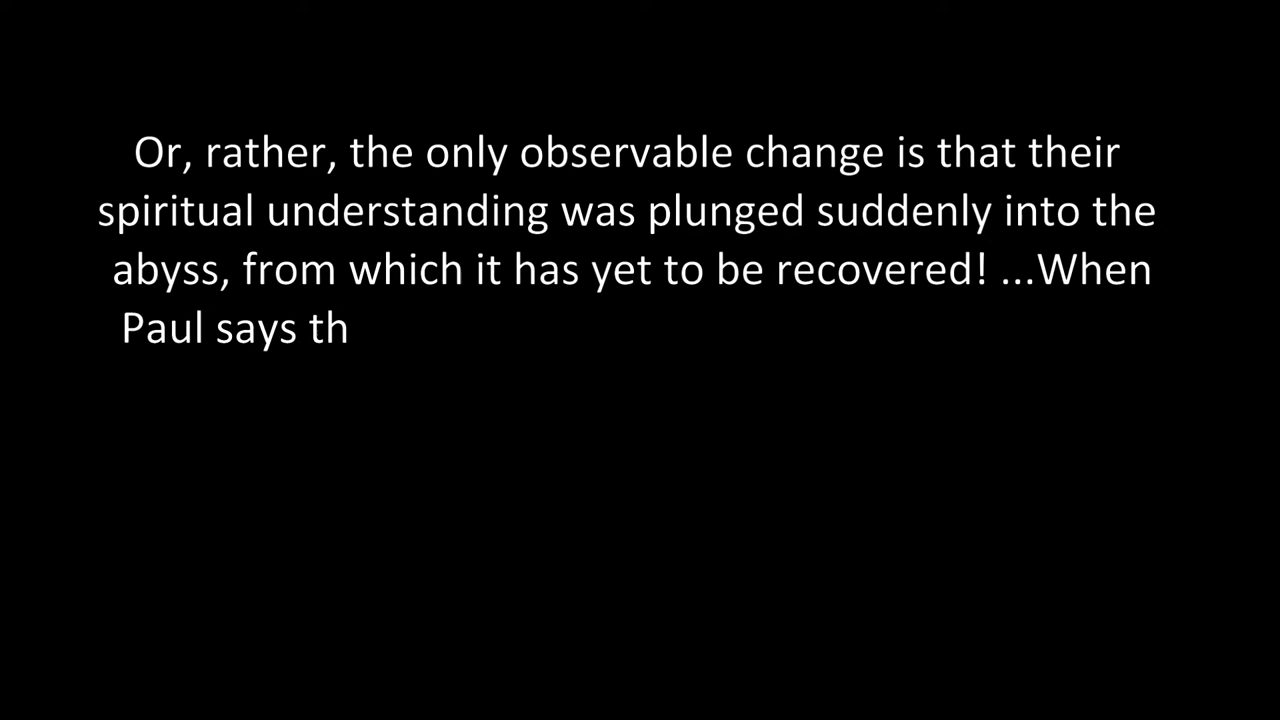 Or, rather, the only observable change is that their
spiritual understanding was plunged suddenly into the
abyss, from which it has yet to be recovered! ...When
Paul says th